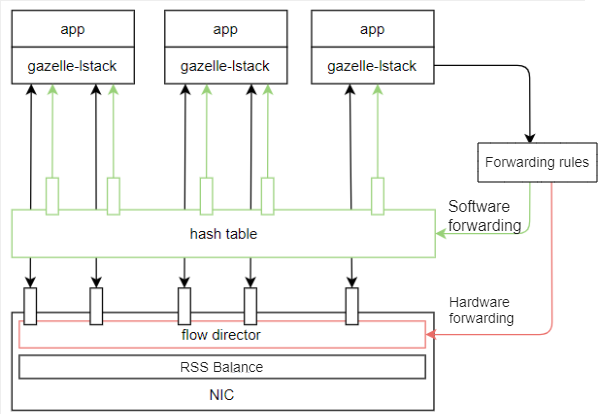 app
app
app
gazelle-lstack
gazelle-lstack
gazelle-lstack
Forwarding rules
Software
forwarding
hash table
Hardware
forwarding
flow director
RSS Balance
NIC